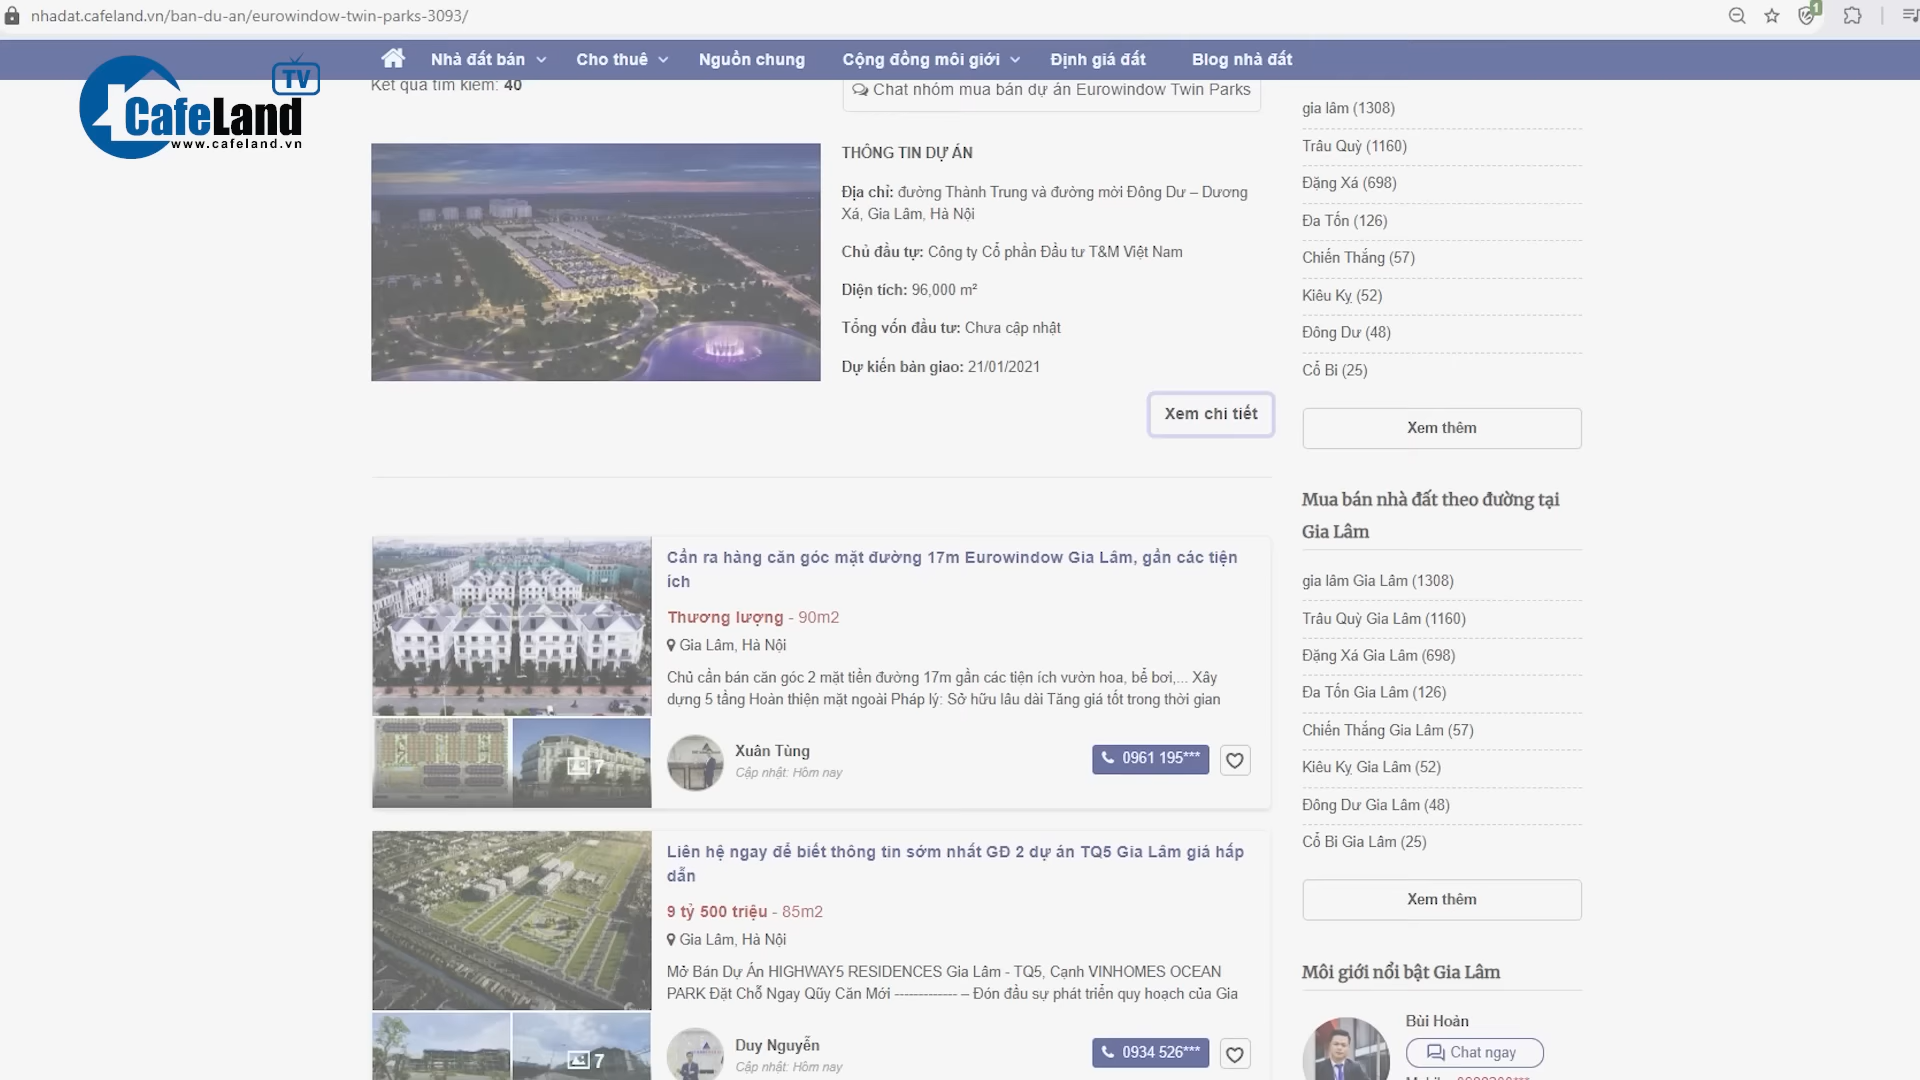 nhadat.cafeland.vn/ban-du-an/eurowindow-twin-parks-3093/
1
Nhà đất bán
Cho thuê
Nguồn chung
Cộng đồng môi giới
Định giá đất
Blog nhà đất
TV
CafeLand
www.cafeland.vn
Kết quả tìm kiếm: 40
Chat nhóm mua bán dự án Eurowindow Twin Parks
THÔNG TIN DỰ ÁN
Địa chỉ: đường Thành Trung và đường mới Đông Dư – Dương
Xá, Gia Lâm, Hà Nội
Chủ đầu tự: Công ty Cổ phần Đầu tư T&M Việt Nam
Diện tích: 96,000 m²
Tổng vốn đầu tư: Chưa cập nhật
Dự kiến bàn giao: 21/01/2021
Xem chi tiết
Cần ra hàng căn góc mặt đường 17m Eurowindow Gia Lâm, gần các tiện
ích
Thương lượng - 90m2
Gia Lâm, Hà Nội
Chủ cần bán căn góc 2 mặt tiền đường 17m gần các tiện ích vườn hoa, bể bơi,... Xây
dựng 5 tầng Hoàn thiện mặt ngoài Pháp lý: Sở hữu lâu dài Tăng giá tốt trong thời gian
7
Xuân Tùng
Cập nhật: Hôm nay
0961 195***
Liên hệ ngay để biết thông tin sớm nhất GĐ 2 dự án TQ5 Gia Lâm giá hấp
dẫn
9 tỷ 500 triệu - 85m2
Gia Lâm, Hà Nội
Mở Bán Dự Án HIGHWAY5 RESIDENCES Gia Lâm - TQ5, Cạnh VINHOMES OCEAN
PARK Đặt Chỗ Ngay Qũy Căn Mới ------------- – Đón đầu sự phát triển quy hoạch của Gia
7
Duy Nguyễn
Cập nhật: Hôm nay
0934 526***
gia lâm (1308)
Trâu Quỳ (1160)
Đặng Xá (698)
Đa Tốn (126)
Chiến Thắng (57)
Kiêu Kỵ (52)
Đông Dư (48)
Cổ Bi (25)
Xem thêm
Mua bán nhà đất theo đường tại
Gia Lâm
gia lâm Gia Lâm (1308)
Trâu Quỳ Gia Lâm (1160)
Đặng Xá Gia Lâm (698)
Đa Tốn Gia Lâm (126)
Chiến Thắng Gia Lâm (57)
Kiêu Kỵ Gia Lâm (52)
Đông Dư Gia Lâm (48)
Cổ Bi Gia Lâm (25)
Xem thêm
Môi giới nổi bật Gia Lâm
Bùi Hoản
Chat ngay